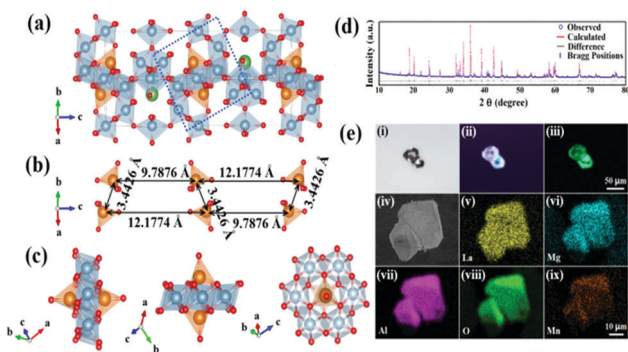 (a)
b
c
a
(b)
9.7876 Å
12.1774 Å
3.4426 Å
3.4426 Å
3.4426 Å
12.1774 Å
9.7876 Å
(c)
c
b
a
c
a
b
a
b
c
(d)
Intensity (a.u.)
Observed
Calculated
Difference
Bragg Positions
10 20 30 40 50 60 70 80
2 θ (degree)
(e)
(i)
(ii)
(iii)
50 μm
(iv)
(v)
La
(vi)
Mg
(vii)
Al
(viii)
O
(ix)
Mn
10 μm